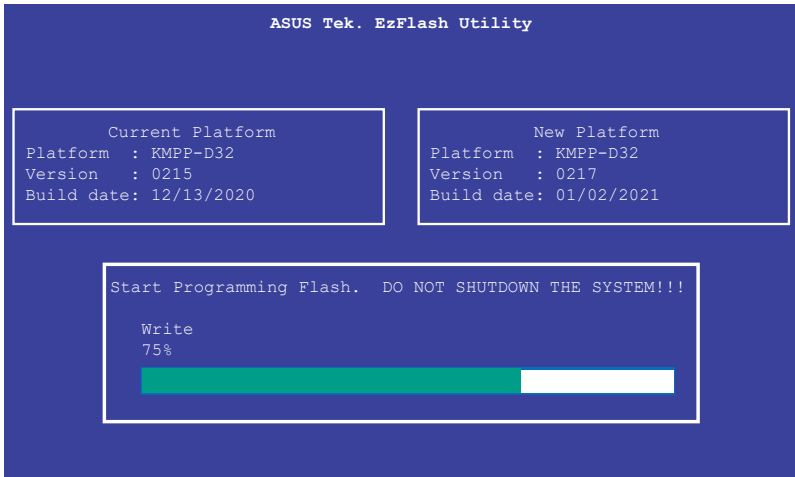 ASUS Tek. EzFlash Utility
Current Platform
Platform : KMPP-D32
Version : 0215
Build date: 12/13/2020
New Platform
Platform : KMPP-D32
Version : 0217
Build date: 01/02/2021
Start Programming Flash. DO NOT SHUTDOWN THE SYSTEM!!!
Write
75%